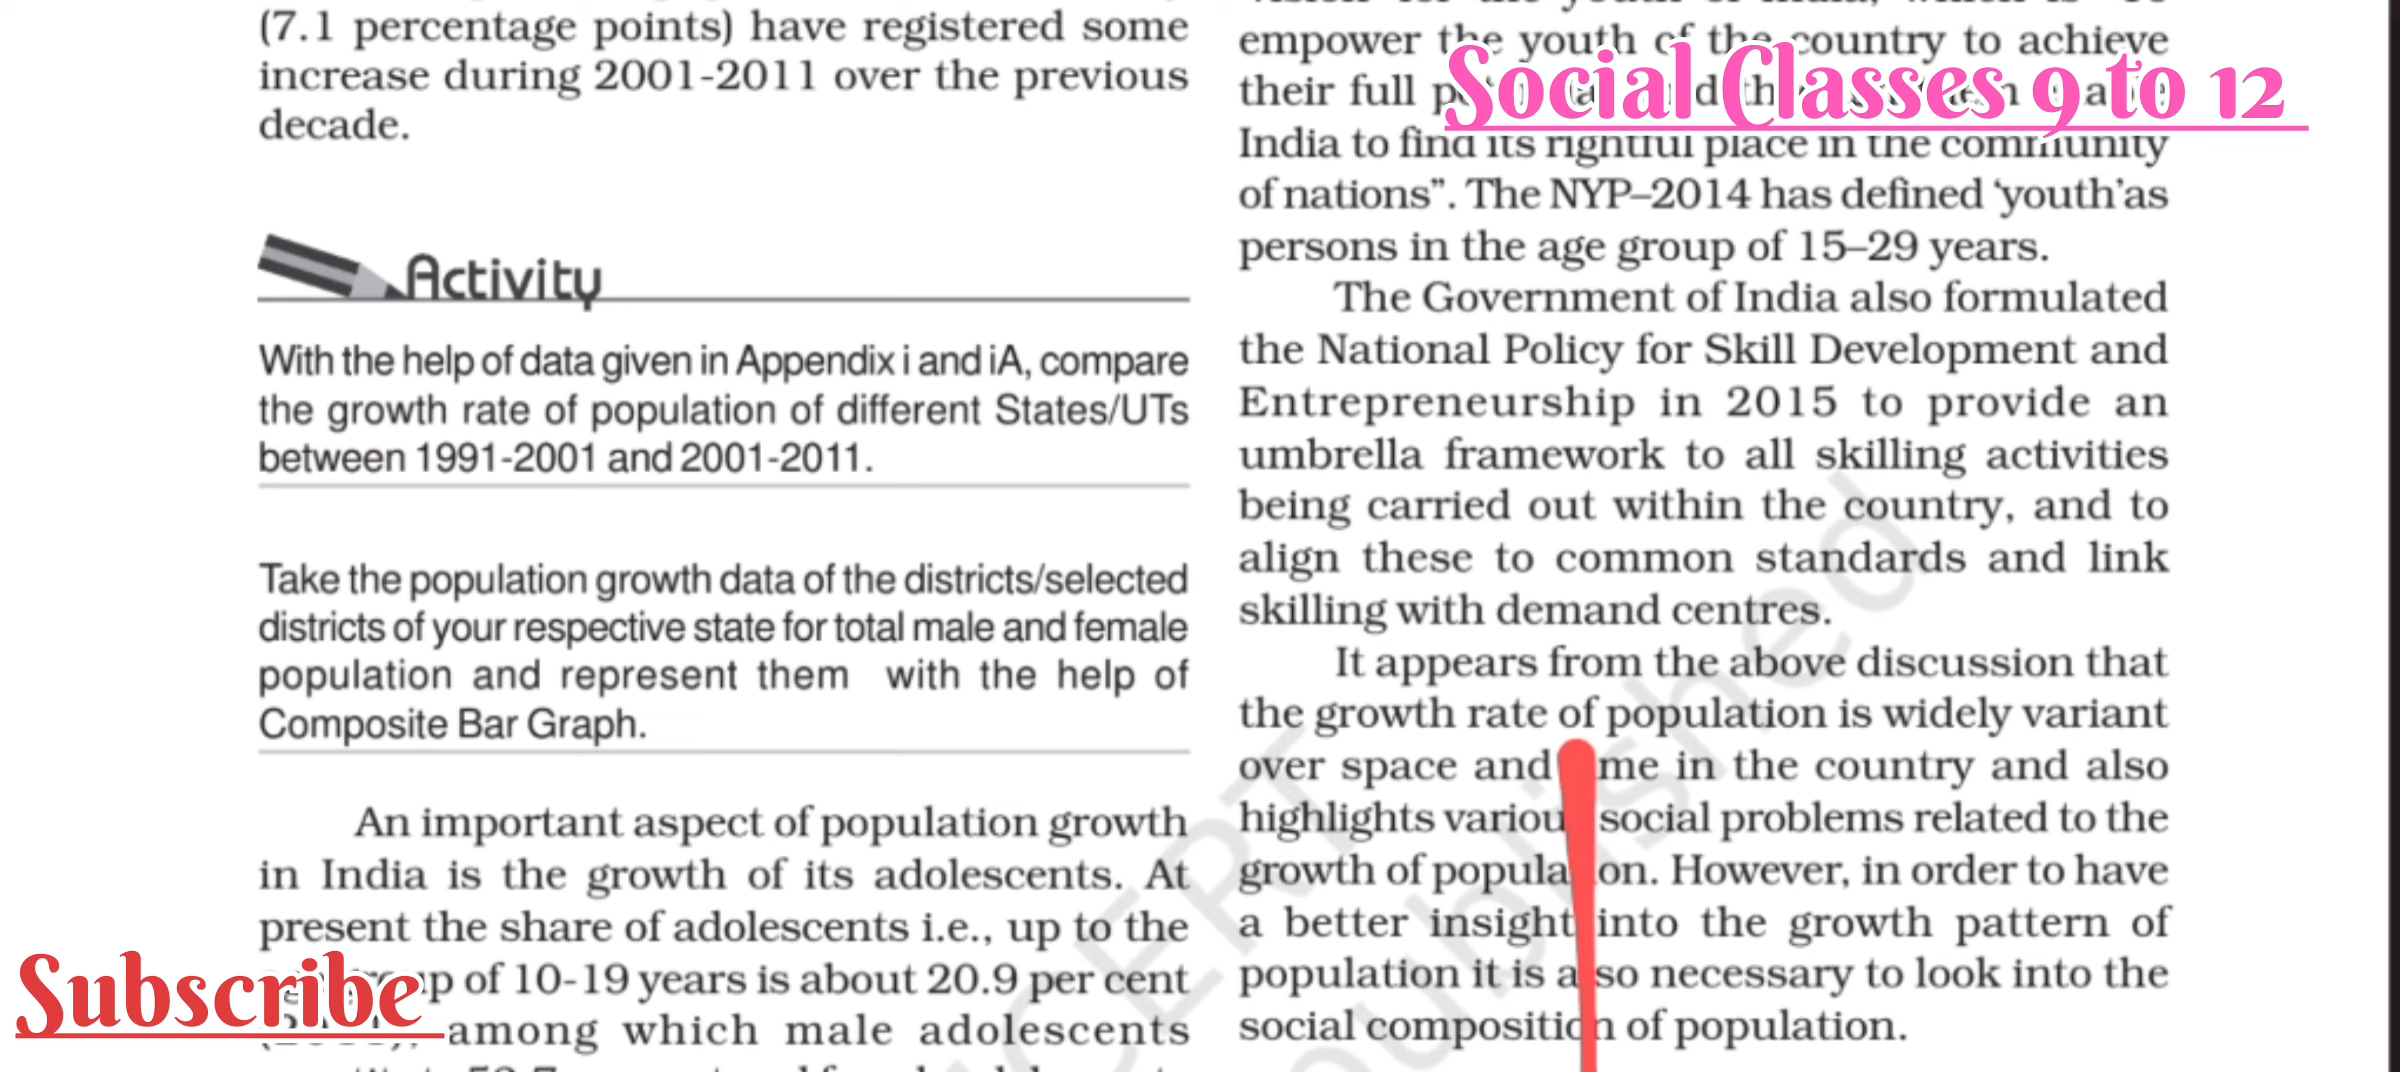 (7.1 percentage points) have registered some
increase during 2001-2011 over the previous
decade.
Activity
With the help of data given in Appendix i and iA, compare
the growth rate of population of different States/UTs
between 1991-2001 and 2001-2011.
Take the population growth data of the districts/selected
districts of your respective state for total male and female
population and represent them with the help of
Composite Bar Graph.
An important aspect of population growth
in India is the growth of its adolescents. At
present the share of adolescents i.e., up to the
of 10-19 years is about 20.9 per cent
among which male adolescents
Subscribe
empower the youth of the country to achieve
their full
India to find its rightful place in the community
of nations”. The NYP–2014 has defined ‘youth’as
persons in the age group of 15–29 years.
The Government of India also formulated
the National Policy for Skill Development and
Entrepreneurship in 2015 to provide an
umbrella framework to all skilling activities
being carried out within the country, and to
align these to common standards and link
skilling with demand centres.
It appears from the above discussion that
the growth rate of population is widely variant
over space and in the country and also
highlights social problems related to the
growth of However, in order to have
a better insight into the growth pattern of
population it is also necessary to look into the
social composition of population.
Social Classes 9 to 12
published